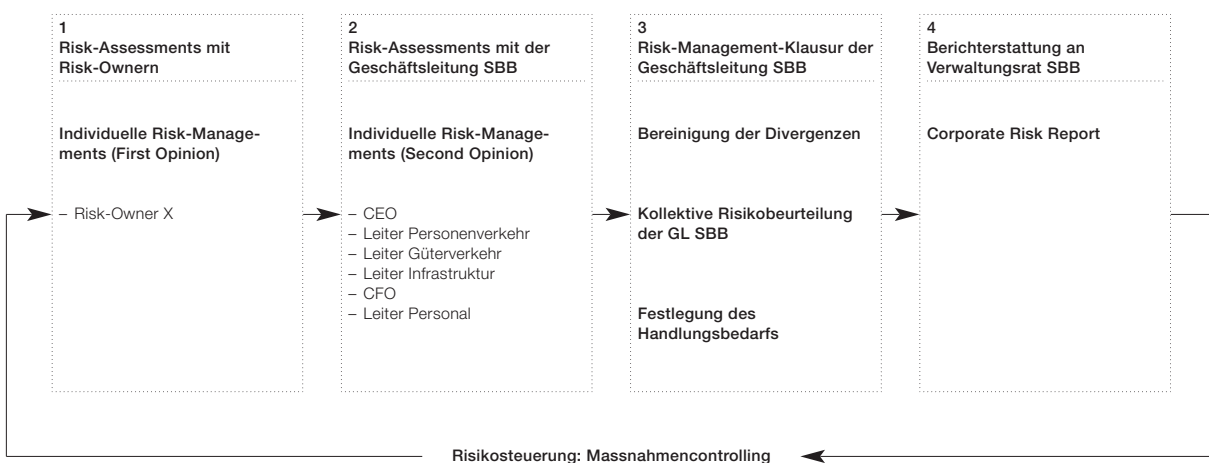 1
Risk-Assessments mit
Risk-Ownern
Individuelle Risk-Manage-
ments (First Opinion)
– Risk-Owner X
2
Risk-Assessments mit der
Geschäftsleitung SBB
Individuelle Risk-Manage-
ments (Second Opinion)
– CEO
– Leiter Personenverkehr
– Leiter Güterverkehr
– Leiter Infrastruktur
– CFO
– Leiter Personal
3
Risk-Management-Klausur der
Geschäftsleitung SBB
Bereinigung der Divergenzen
Kollektive Risikobeurteilung
der GL SBB
Festlegung des
Handlungsbedarfs
4
Berichterstattung an
Verwaltungsrat SBB
Corporate Risk Report
Risikosteuerung: Massnahmencontrolling